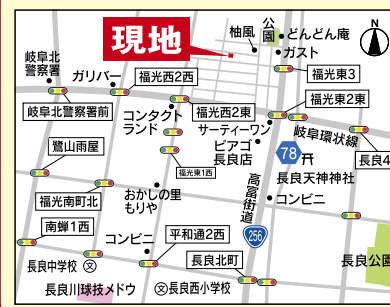 公園
どんどん庵
柚風
ガスト
N
現地
岐阜北
警察署
ガリバー
福光西2西
福光東3
岐阜北警察署前
コンタクト
ランド
福光西2東
福光東2東
サーティーワン
ピアゴ
長良店
岐阜環状線
鷺山雨屋
福光東1西
78
長良4
長良天神神社
おかしの里
もりや
高富街道
コンビニ
福光南町北
南蝉1西
コンビニ
平和通2西
256
長良北町
長良公園
長良中学校
文
長良川球技メドウ
文
長良西小学校